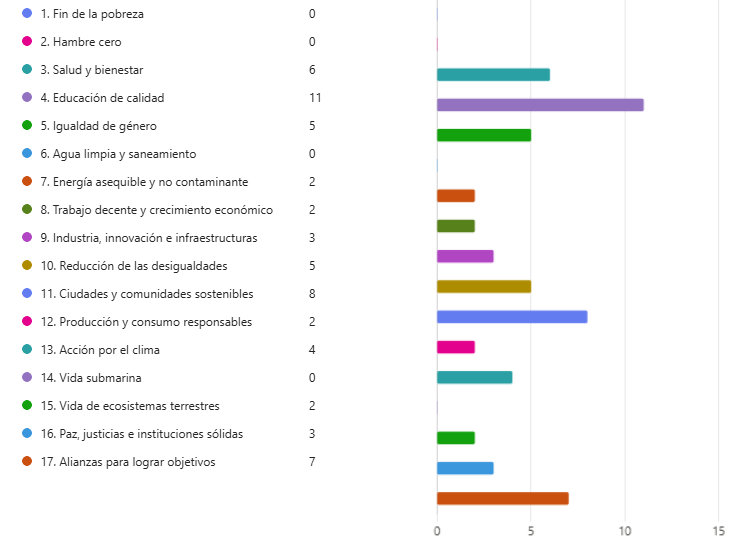 1. Fin de la pobreza 0
2. Hambre cero 0
3. Salud y bienestar 6
4. Educación de calidad 11
5. Igualdad de género 5
6. Agua limpia y saneamiento 0
7. Energía asequible y no contaminante 2
8. Trabajo decente y crecimiento económico 2
9. Industria, innovación e infraestructuras 3
10. Reducción de las desigualdades 5
11. Ciudades y comunidades sostenibles 8
12. Producción y consumo responsables 2
13. Acción por el clima 4
14. Vida submarina 0
15. Vida de ecosistemas terrestres 2
16. Paz, justicias e instituciones sólidas 3
17. Alianzas para lograr objetivos 7
0 5 10 15